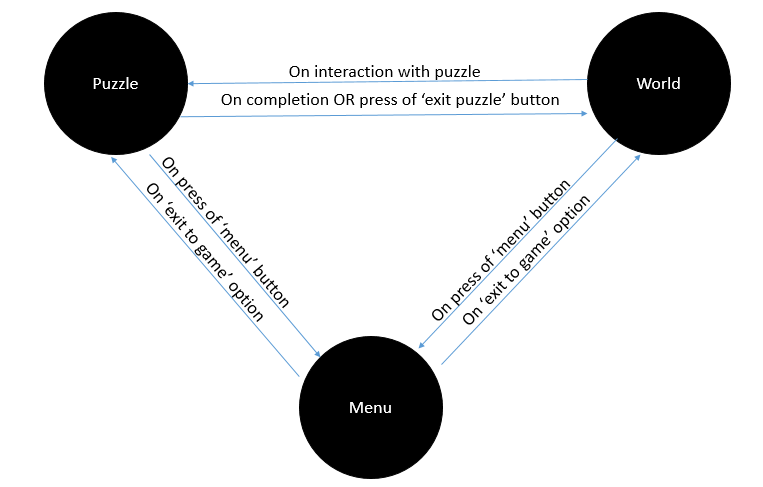 Puzzle
On interaction with puzzle
World
On completion OR press of ‘exit puzzle’ button
On press of ‘menu’ button
On ‘exit to game’ option
On press of ‘menu’ button
On ‘exit to game’ option
Menu